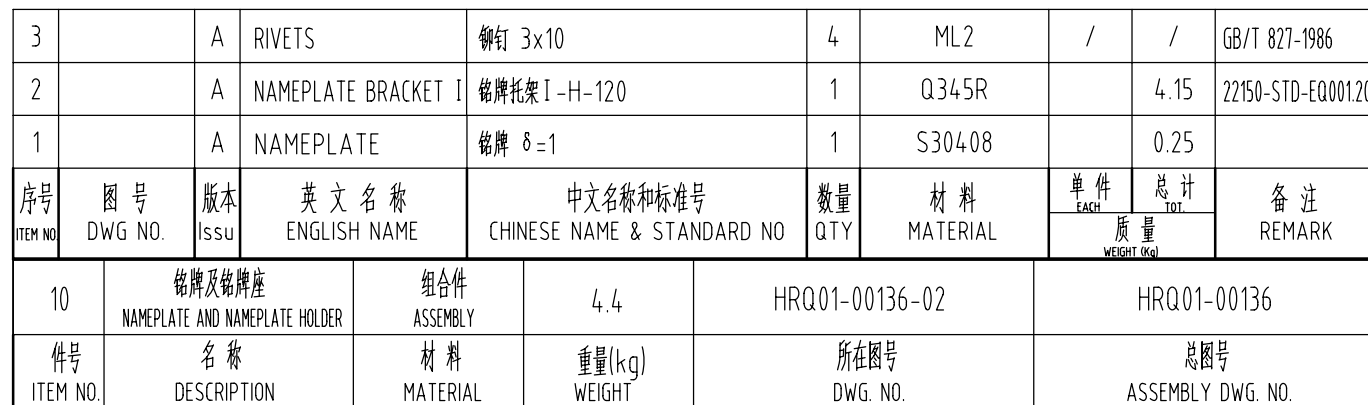 3 A RIVETS 铆钉 3x10 4 ML2 / / GB/T 827-1986
2 A NAMEPLATE BRACKET I 铭牌托架I-H-120 1 Q345R 4.15 22150-STD-EQ001.20
1 A NAMEPLATE 铭牌 δ=1 1 S30408 0.25
序号 图号 版本 英文名称 中文名称和标准号 数量 材料 单件 总计 备注
EACH TOT.
ITEM NO. DWG NO. Issu ENGLISH NAME CHINESE NAME & STANDARD NO QTY MATERIAL 质量 REMARK
WEIGHT (Kg)
10 铭牌及铭牌座 组合件 4.4 HRQ01-00136-02 HRQ01-00136
NAMEPLATE AND NAMEPLATE HOLDER ASSEMBLY
件号 名称 材料 重量(kg) 所在图号 总图号
ITEM NO. DESCRIPTION MATERIAL WEIGHT DWG. NO. ASSEMBLY DWG. NO.